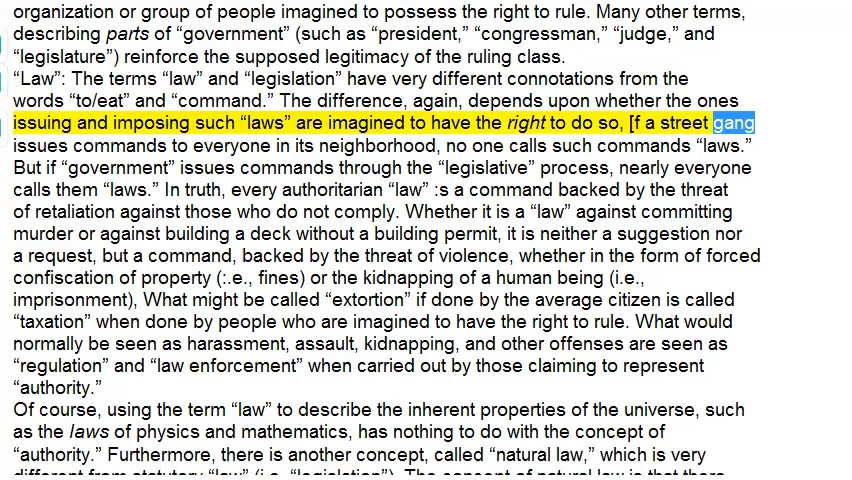 organization or group of people imagined to possess the right to rule. Many other terms,
describing parts of “government” (such as “president,” “congressman,” “judge,” and
“legislature”) reinforce the supposed legitimacy of the ruling class.
“Law”: The terms “law” and “legislation” have very different connotations from the
words “to/eat” and “command.” The difference, again, depends upon whether the ones
issuing and imposing such “laws” are imagined to have the right to do so, [f a street gang
issues commands to everyone in its neighborhood, no one calls such commands “laws.”
But if “government” issues commands through the “legislative” process, nearly everyone
calls them “laws.” In truth, every authoritarian “law” :s a command backed by the threat
of retaliation against those who do not comply. Whether it is a “law” against committing
murder or against building a deck without a building permit, it is neither a suggestion nor
a request, but a command, backed by the threat of violence, whether in the form of forced
confiscation of property (:.e., fines) or the kidnapping of a human being (i.e.,
imprisonment), What might be called “extortion” if done by the average citizen is called
“taxation” when done by people who are imagined to have the right to rule. What would
normally be seen as harassment, assault, kidnapping, and other offenses are seen as
“regulation” and “law enforcement” when carried out by those claiming to represent
“authority.”
Of course, using the term “law” to describe the inherent properties of the universe, such
as the laws of physics and mathematics, has nothing to do with the concept of
“authority.” Furthermore, there is another concept, called “natural law,” which is very
different from statutory “law” (i.e. “legislation”). The concept of natural law is that there